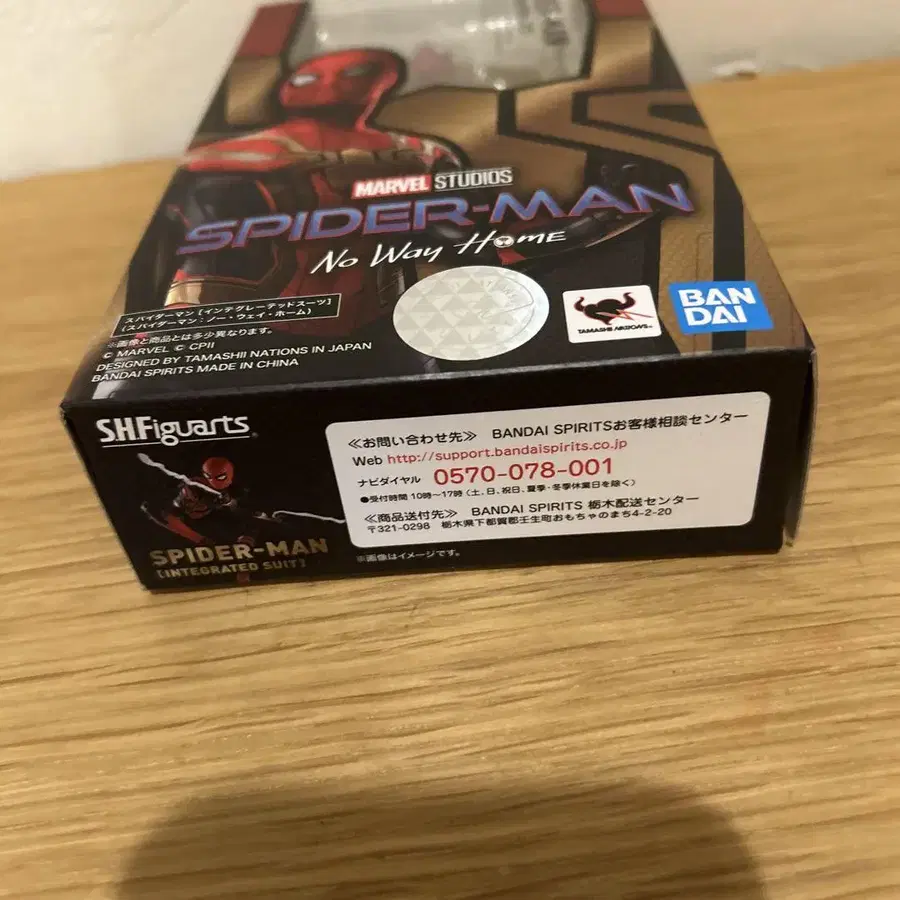 MARVEL STUDIOS
SPIDER-MAN
No Way Home
スパイダーマン [インテグレーテッドスーツ]
(スパイダーマン：ノー・ウェイ・ホーム)
※画像と商品とは多少異なります。
© MARVEL © CPII
DESIGNED BY TAMASHII NATIONS IN JAPAN
BANDAI SPIRITS MADE IN CHINA
TAMASHII NATIONS
BAN
DAI
S.H.Figuarts
SPIDER-MAN
[INTEGRATED SUIT]
≪お問い合わせ先≫ BANDAI SPIRITSお客様相談センター
Web http://support.bandaispirits.co.jp
ナビダイヤル 0570-078-001
●受付時間 10時～17時 (土、日、祝日、夏季・冬季休業日を除く)
≪商品送付先≫ BANDAI SPIRITS 栃木配送センター
〒321-0298 栃木県下都賀郡壬生町おもちゃのまち4-2-20
※画像はイメージです。